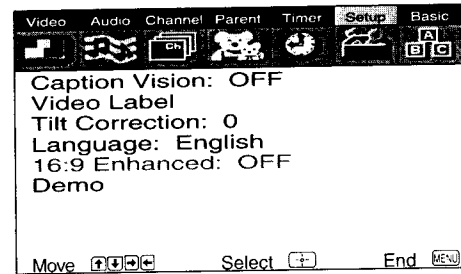 Video Audio Channel Parent Timer Setup Basic
Ch A B C
Caption Vision: OFF
Video Label
Tilt Correction: 0
Language: English
16:9 Enhanced: OFF
Demo
Move Select End MENU